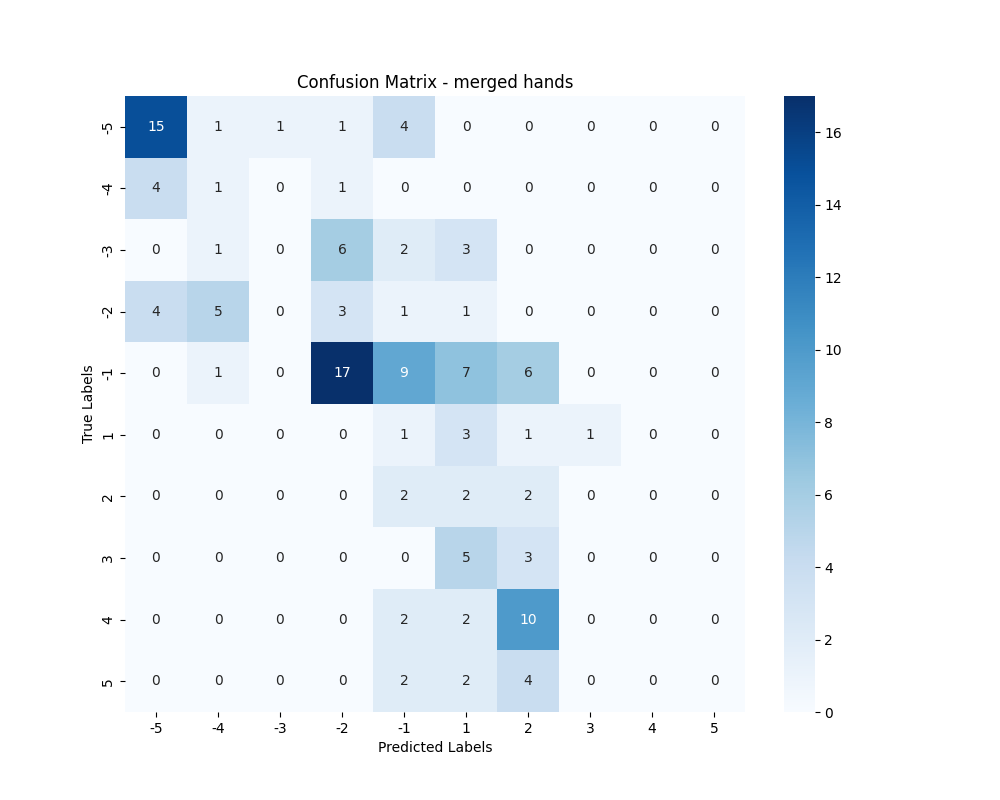 Confusion Matrix - merged hands
True Labels
-5 15 1 1 1 4 0 0 0 0 0
-4 4 1 0 1 0 0 0 0 0 0
-3 0 1 0 6 2 3 0 0 0 0
-2 4 5 0 3 1 1 0 0 0 0
-1 0 1 0 17 9 7 6 0 0 0
1 0 0 0 0 1 3 1 1 0 0
2 0 0 0 0 2 2 2 0 0 0
3 0 0 0 0 0 5 3 0 0 0
4 0 0 0 0 2 2 10 0 0 0
5 0 0 0 0 2 2 4 0 0 0
-5 -4 -3 -2 -1 1 2 3 4 5
Predicted Labels
16
14
12
10
8
6
4
2
0